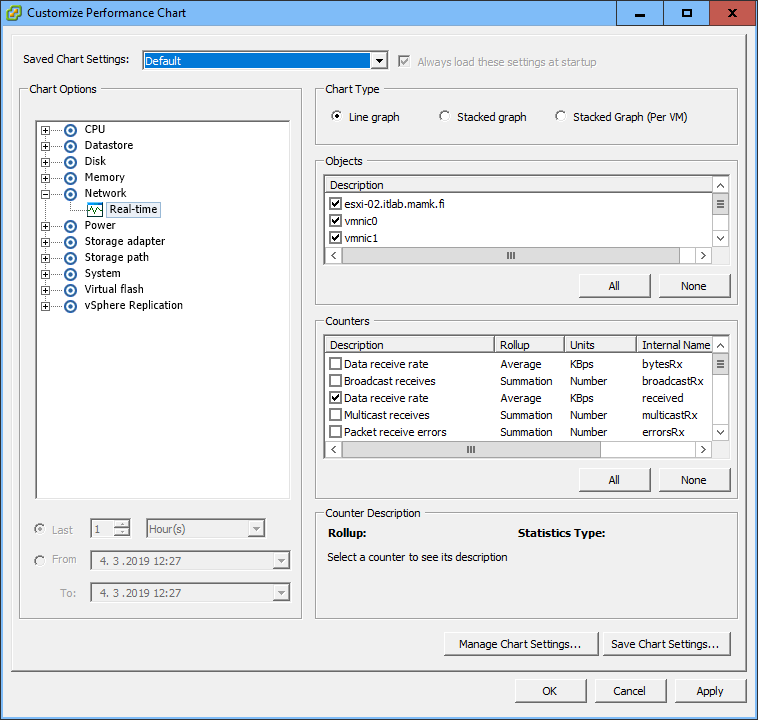 Customize Performance Chart
Saved Chart Settings: Default Always load these settings at startup
Chart Options
CPU
Datastore
Disk
Memory
Network
Real-time
Power
Storage adapter
Storage path
System
Virtual flash
vSphere Replication
Last 1 Hour(s)
From 4. 3 .2019 12:27
To: 4. 3 .2019 12:27
Chart Type
Line graph Stacked graph Stacked Graph (Per VM)
Objects
Description
esxi-02.itlab.mamk.fi
vmnic0
vmnic1
All None
Counters
Description Rollup Units Internal Name
Data receive rate Average KBps bytesRx
Broadcast receives Summation Number broadcastRx
Data receive rate Average KBps received
Multicast receives Summation Number multicastRx
Packet receive errors Summation Number errorsRx
All None
Counter Description
Rollup: Statistics Type:
Select a counter to see its description
Manage Chart Settings... Save Chart Settings...
OK Cancel Apply